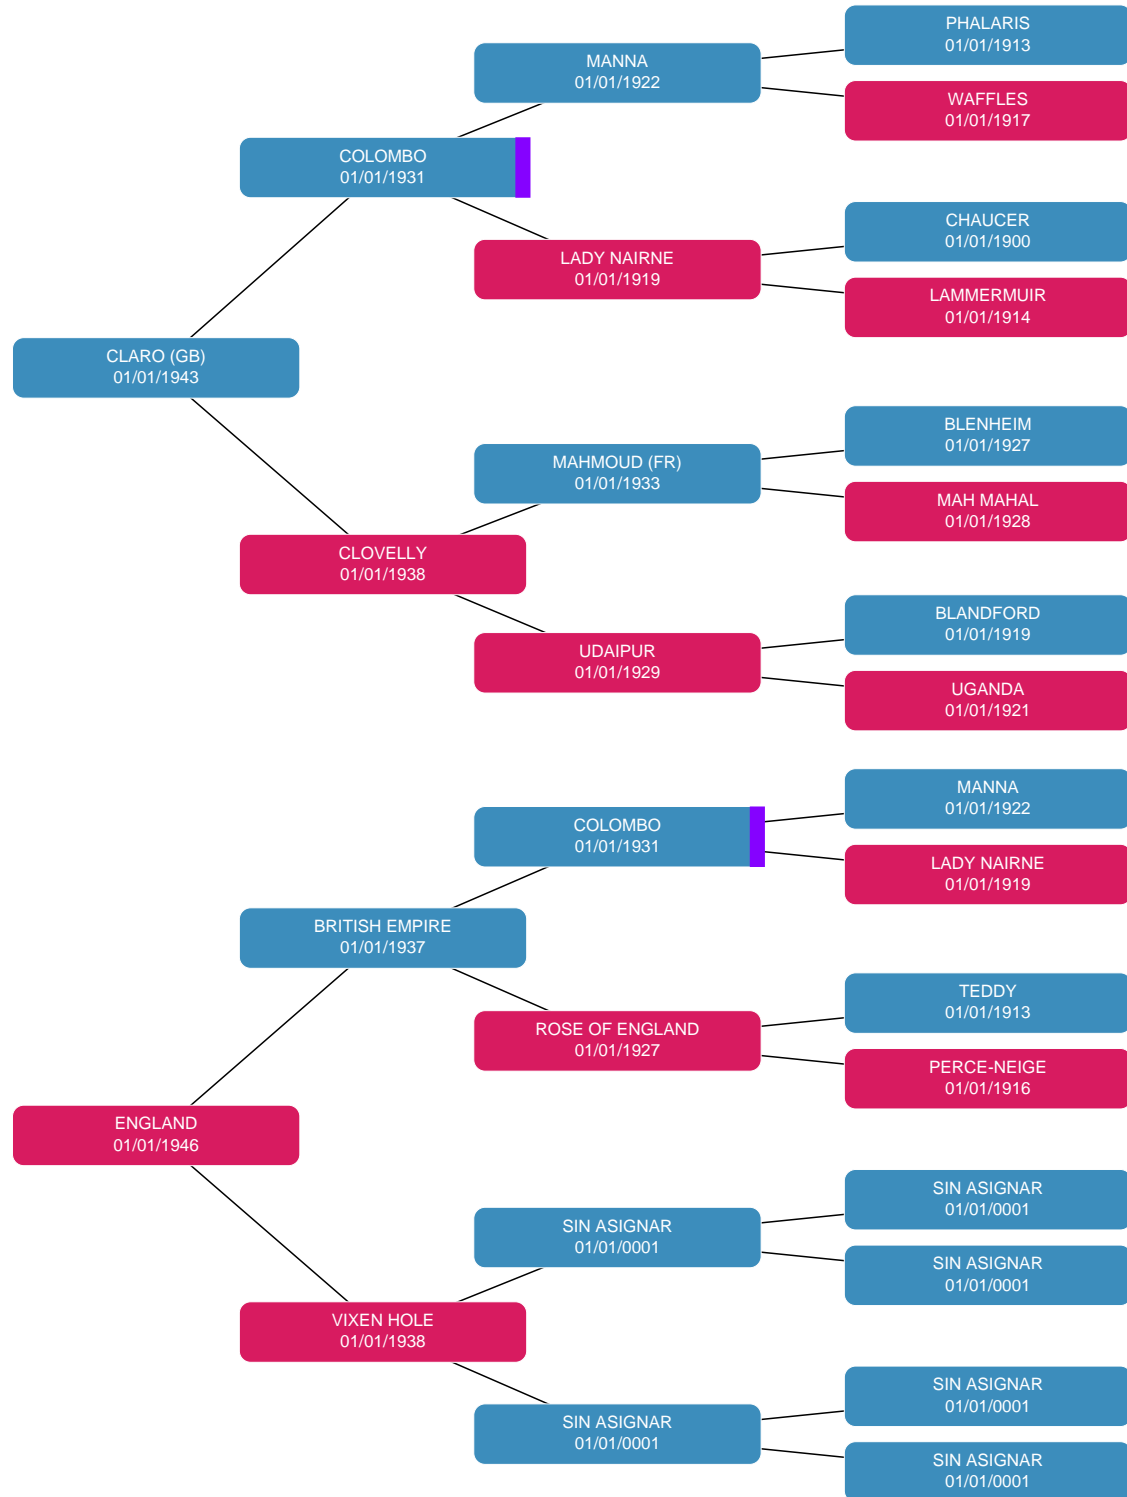 PHALARIS
01/01/1913
MANNA
01/01/1922
WAFFLES
01/01/1917
COLOMBO
01/01/1931
CHAUCER
01/01/1900
LADY NAIRNE
01/01/1919
LAMMERMUIR
01/01/1914
CLARO (GB)
01/01/1943
BLENHEIM
01/01/1927
MAHMOUD (FR)
01/01/1933
MAH MAHAL
01/01/1928
CLOVELLY
01/01/1938
BLANDFORD
01/01/1919
UDAIPUR
01/01/1929
UGANDA
01/01/1921
MANNA
01/01/1922
COLOMBO
01/01/1931
LADY NAIRNE
01/01/1919
BRITISH EMPIRE
01/01/1937
TEDDY
01/01/1913
ROSE OF ENGLAND
01/01/1927
PERCE-NEIGE
01/01/1916
ENGLAND
01/01/1946
SIN ASIGNAR
01/01/0001
SIN ASIGNAR
01/01/0001
SIN ASIGNAR
01/01/0001
VIXEN HOLE
01/01/1938
SIN ASIGNAR
01/01/0001
SIN ASIGNAR
01/01/0001
SIN ASIGNAR
01/01/0001